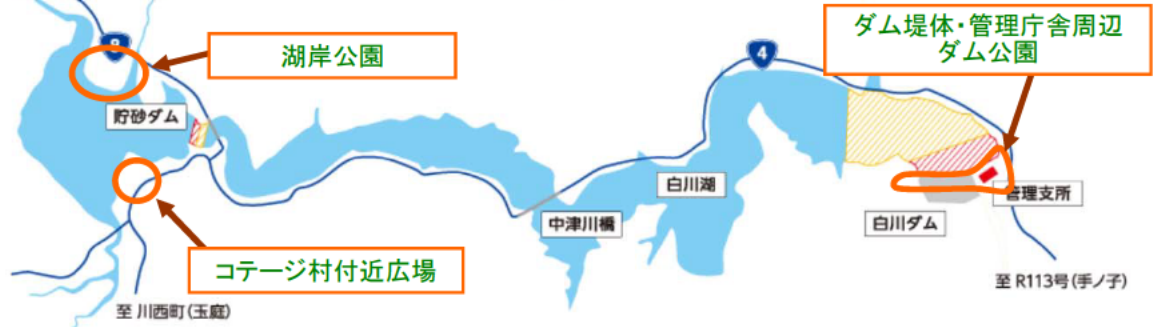 ダム堤体・管理庁舎周辺
ダム公園
8
湖岸公園
4
貯砂ダム
白川湖
管理支所
中津川橋
白川ダム
コテージ村付近広場
至 R113号(手ノ子)
至 川西町(玉庭)